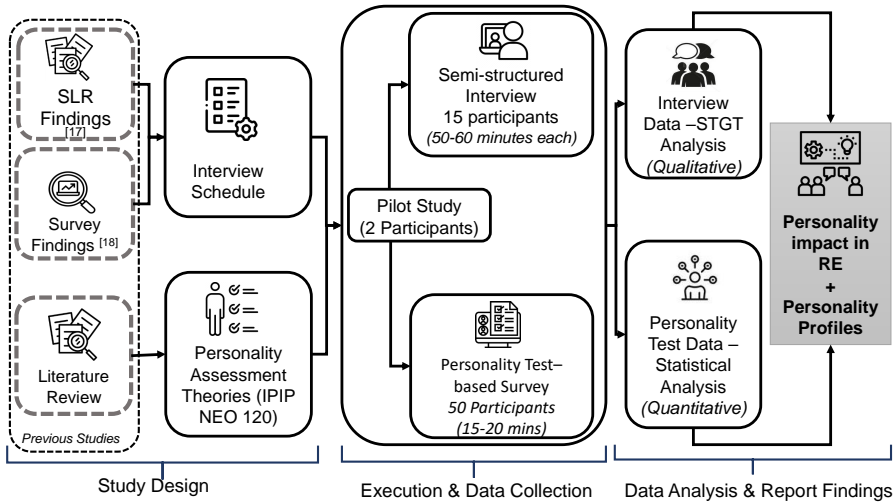 SLR
Findings
[17]
Survey
Findings [18]
Literature
Review
Previous Studies
Interview
Schedule
Personality
Assessment
Theories (IPIP
NEO 120)
Study Design
Pilot Study
(2 Participants)
Semi-structured
Interview
15 participants
(50-60 minutes each)
Personality Test–
based Survey
50 Participants
(15-20 mins)
Execution & Data Collection
Interview
Data –STGT
Analysis
(Qualitative)
Personality
Test Data –
Statistical
Analysis
(Quantitative)
Personality
impact in
RE
+
Personality
Profiles
Data Analysis & Report Findings